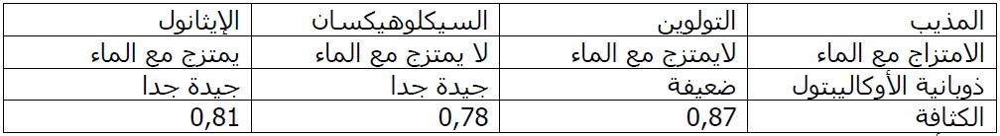 المذيب التولوين السيكلوهيكسان الإيثانول
الامتزاج مع الماء لايمتزج مع الماء لا يمتزج مع الماء يمتزج مع الماء
ذوبانية الأوكاليبتول ضعيفة جيدة جدا جيدة جدا
الكثافة 0,87 0,78 0,81